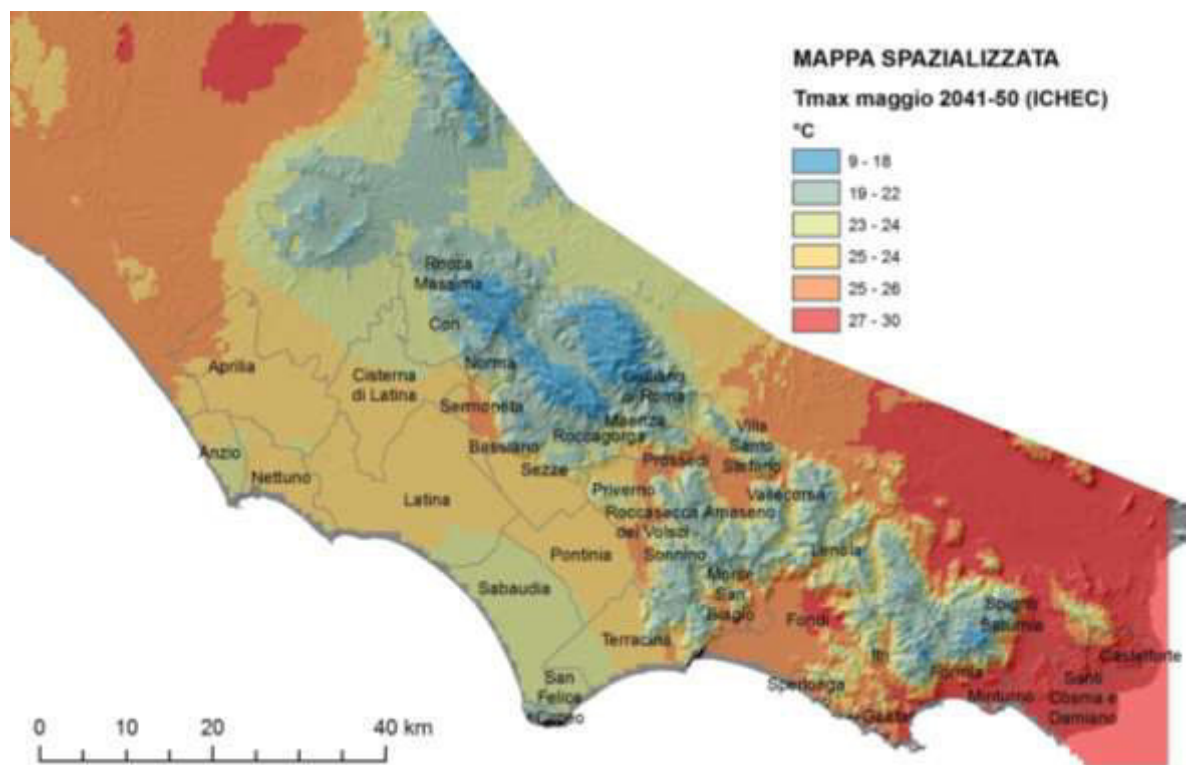 MAPPA SPAZIALIZZATA
Tmax maggio 2041-50 (ICHEC)
°C
9 - 18
19 - 22
23 - 24
25 - 24
25 - 26
27 - 30
Rocca
Massima
Cori
Norma
Aprilia
Cisterna
di Latina
Giuliano
di Roma
Sermoneta
Maenza
Villa
Santo
Stefano
Bassiano
Roccagorga
Anzio
Prossedi
Sezze
Nettuno
Priverno
Vallecorsa
Latina
Roccasecca
dei Volsci
Amaseno
Pontinia
Sonnino
Lenola
Sabaudia
Monte
San
Biagio
Fondi
Spigno
Saturnia
Terracina
Itri
Castelforte
San
Felice
Circeo
Sperlonga
Formia
Minturno
Santi
Cosma e
Damiano
Gaeta
0 10 20 40 km